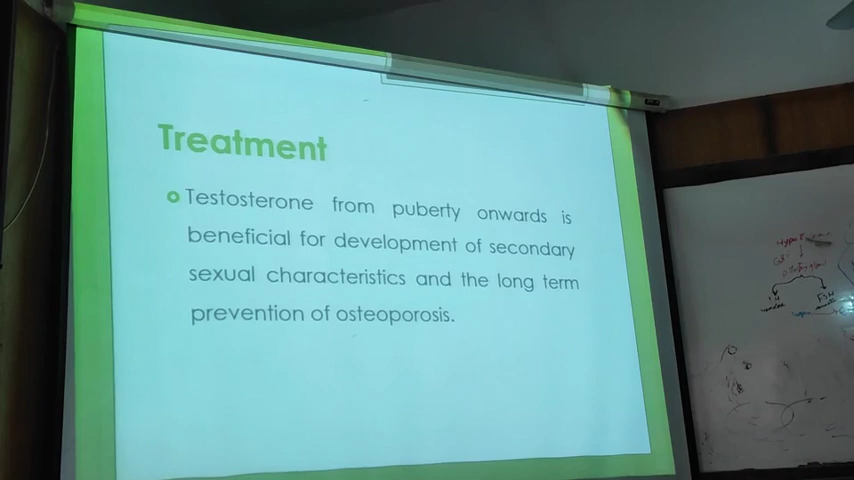 Treatment
Testosterone from puberty onwards is
beneficial for development of secondary
sexual characteristics and the long term
prevention of osteoporosis.